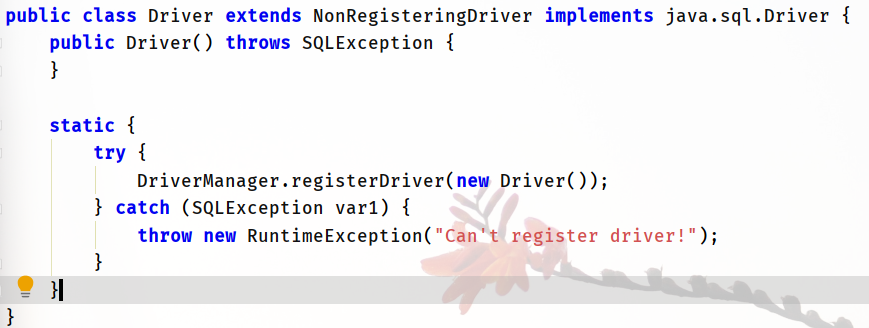 public class Driver extends NonRegisteringDriver implements java.sql.Driver {
    public Driver() throws SQLException {
    }

    static {
        try {
            DriverManager.registerDriver(new Driver());
        } catch (SQLException var1) {
            throw new RuntimeException("Can't register driver!");
        }
    }
}